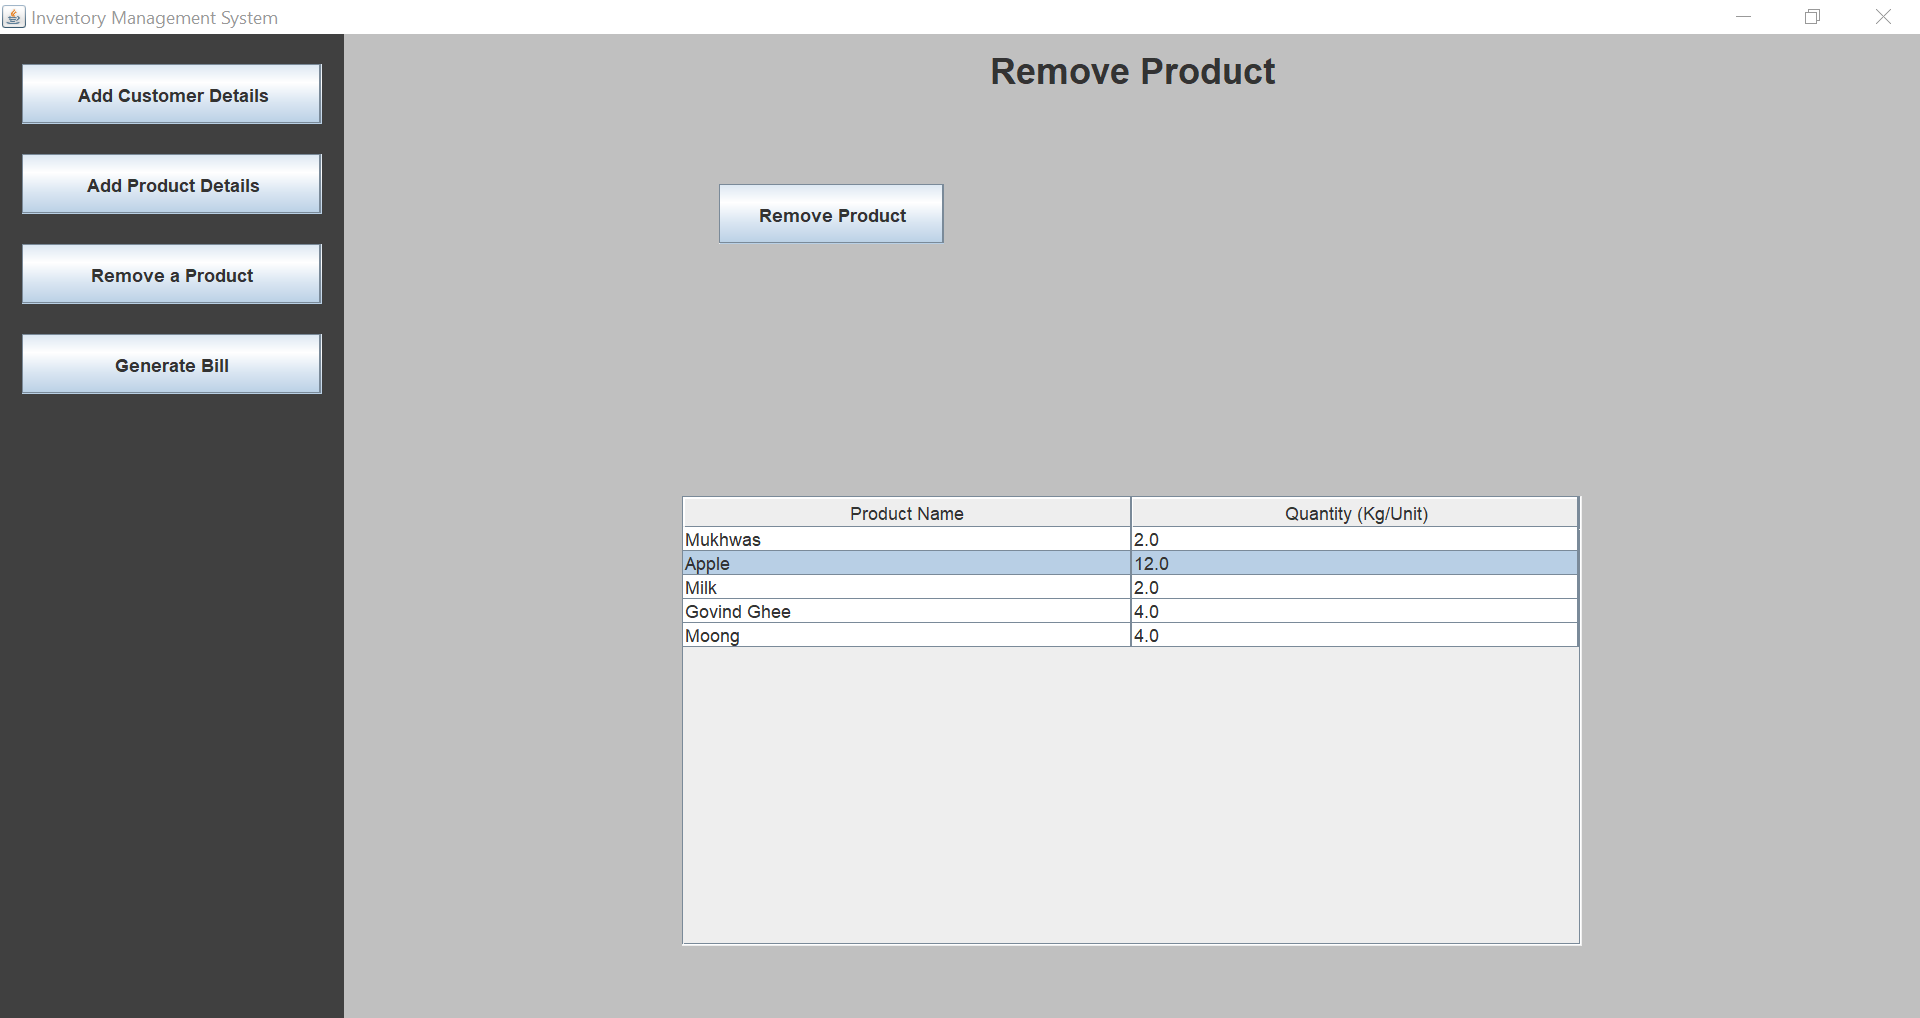 Inventory Management System
Add Customer Details
Add Product Details
Remove a Product
Generate Bill
Remove Product
Remove Product
Product Name Quantity (Kg/Unit)
Mukhwas 2.0
Apple 12.0
Milk 2.0
Govind Ghee 4.0
Moong 4.0